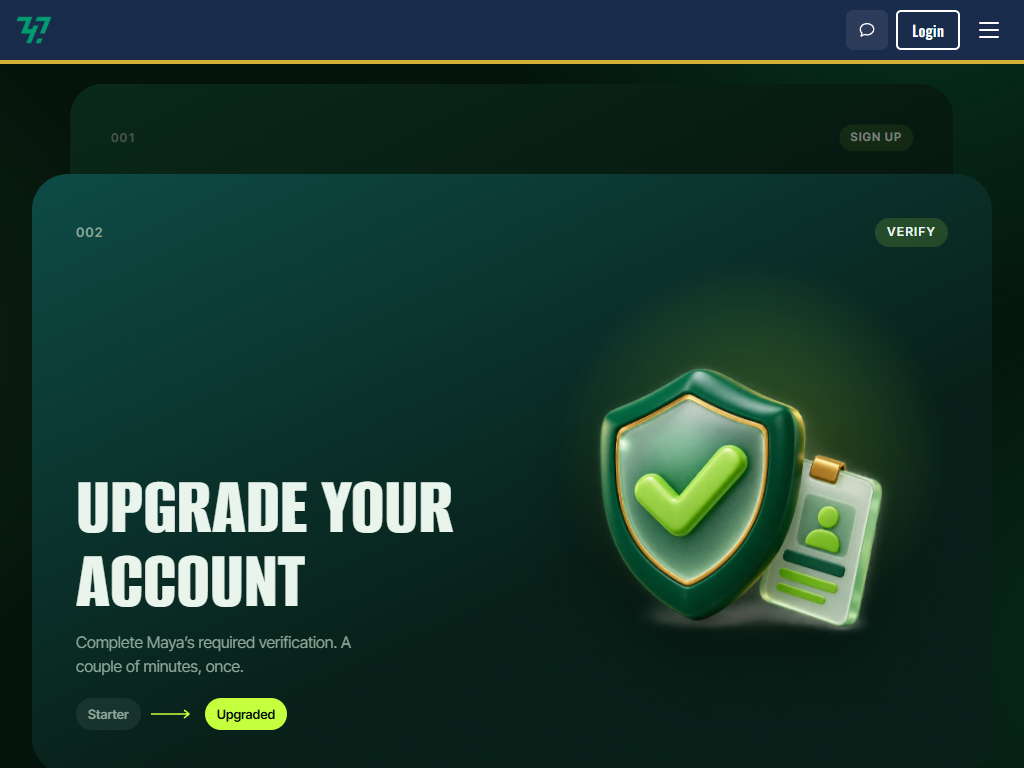 Login
001
SIGN UP
002
VERIFY
UPGRADE YOUR
ACCOUNT
Complete Maya’s required verification. A
couple of minutes, once.
Starter
Upgraded